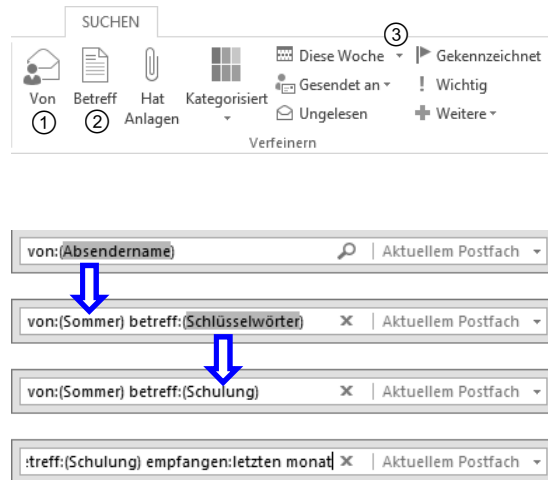 SUCHEN
③
Von Betreff Hat Anlagen Kategorisiert
Diese Woche Gekennzeichnet
Gesendet an ! Wichtig
Ungelesen Weitere
① ②
Verfeinern
von:(Absendername) | Aktuellem Postfach
von:(Sommer) betreff:(Schlüsselwörter) | Aktuellem Postfach
von:(Sommer) betreff:(Schulung) | Aktuellem Postfach
:treff:(Schulung) empfangen:letzten monat | Aktuellem Postfach